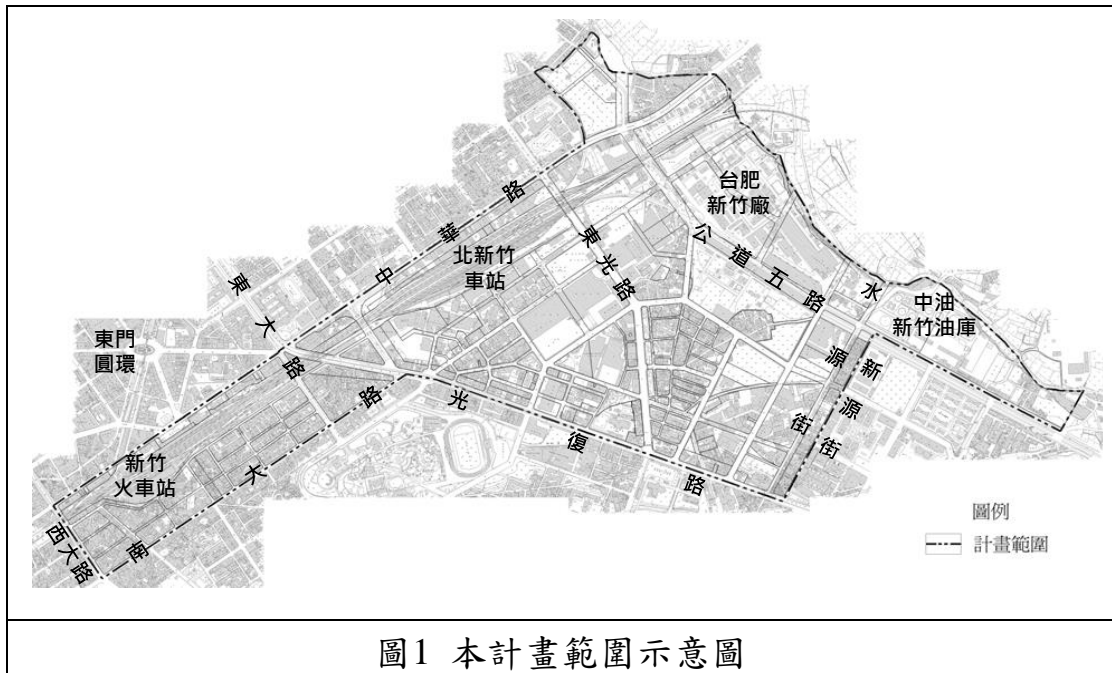 台肥
新竹廠
中華路
北新竹
車站
東光路
公道五路
水源街
中油
新竹油庫
東大路
東門
圓環
新源街
光復路
新竹
火車站
南大路
西大路
圖例
計畫範圍
圖1 本計畫範圍示意圖